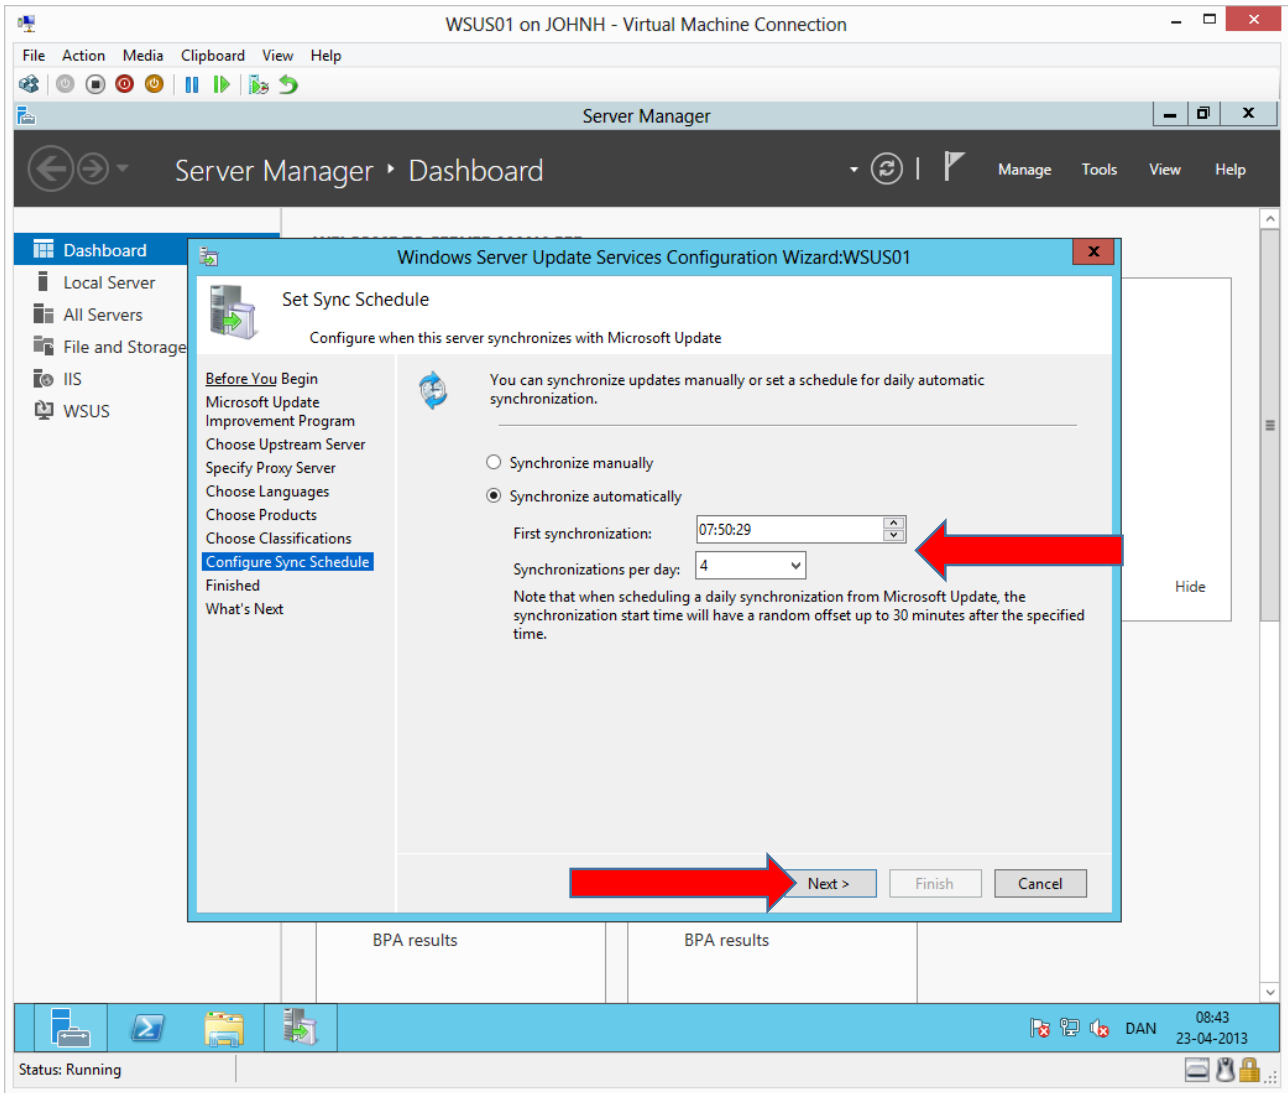 WSUS01 on JOHNH - Virtual Machine Connection
File Action Media Clipboard View Help
Server Manager
Server Manager • Dashboard
Manage Tools View Help
Dashboard
Local Server
All Servers
File and Storage
IIS
WSUS
Windows Server Update Services Configuration Wizard:WSUS01
Set Sync Schedule
Configure when this server synchronizes with Microsoft Update
Before You Begin
Microsoft Update
Improvement Program
Choose Upstream Server
Specify Proxy Server
Choose Languages
Choose Products
Choose Classifications
Configure Sync Schedule
Finished
What's Next
You can synchronize updates manually or set a schedule for daily automatic
synchronization.
Synchronize manually
Synchronize automatically
First synchronization: 07:50:29
Synchronizations per day: 4
Note that when scheduling a daily synchronization from Microsoft Update, the
synchronization start time will have a random offset up to 30 minutes after the specified
time.
Hide
Next > Finish Cancel
BPA results BPA results
DAN 08:43
23-04-2013
Status: Running